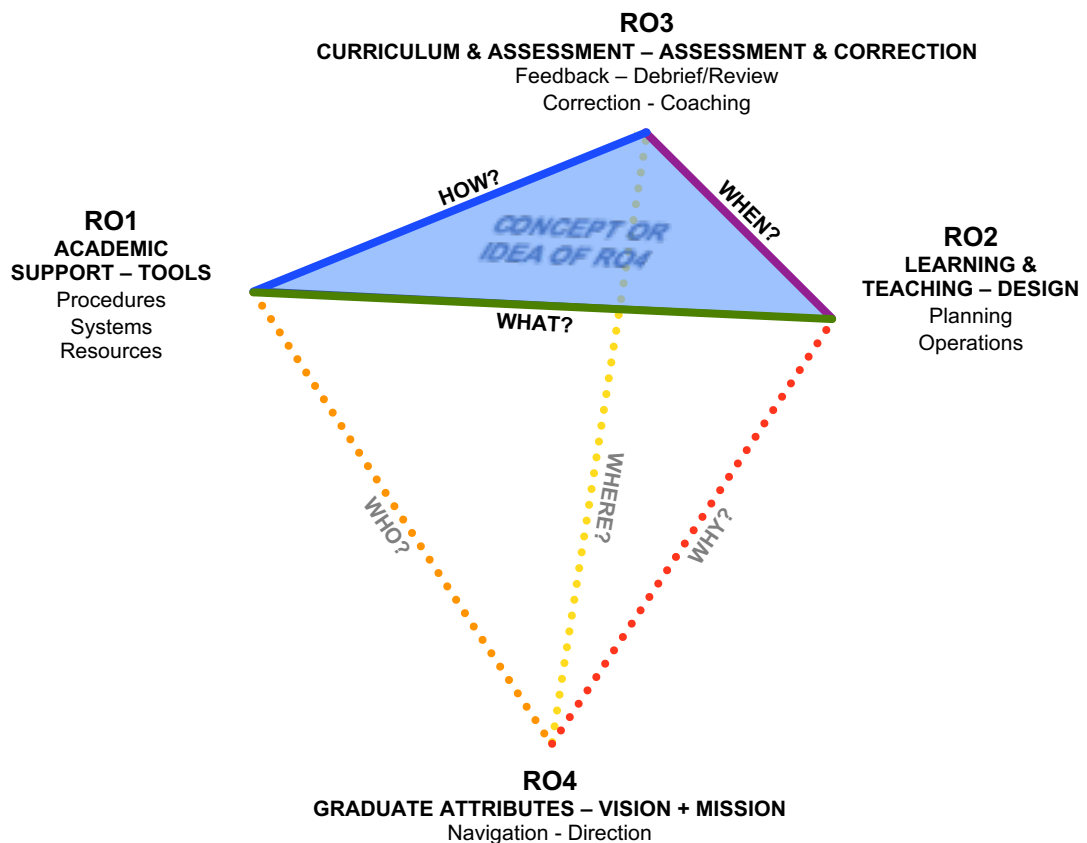 RO3
CURRICULUM & ASSESSMENT – ASSESSMENT & CORRECTION
Feedback – Debrief/Review
Correction - Coaching
HOW?
WHEN?
CONCEPT OR
IDEA OF RO4
RO1
ACADEMIC
SUPPORT – TOOLS
Procedures
Systems
Resources
RO2
LEARNING &
TEACHING – DESIGN
Planning
Operations
WHAT?
WHO?
WHERE?
WHY?
RO4
GRADUATE ATTRIBUTES – VISION + MISSION
Navigation - Direction